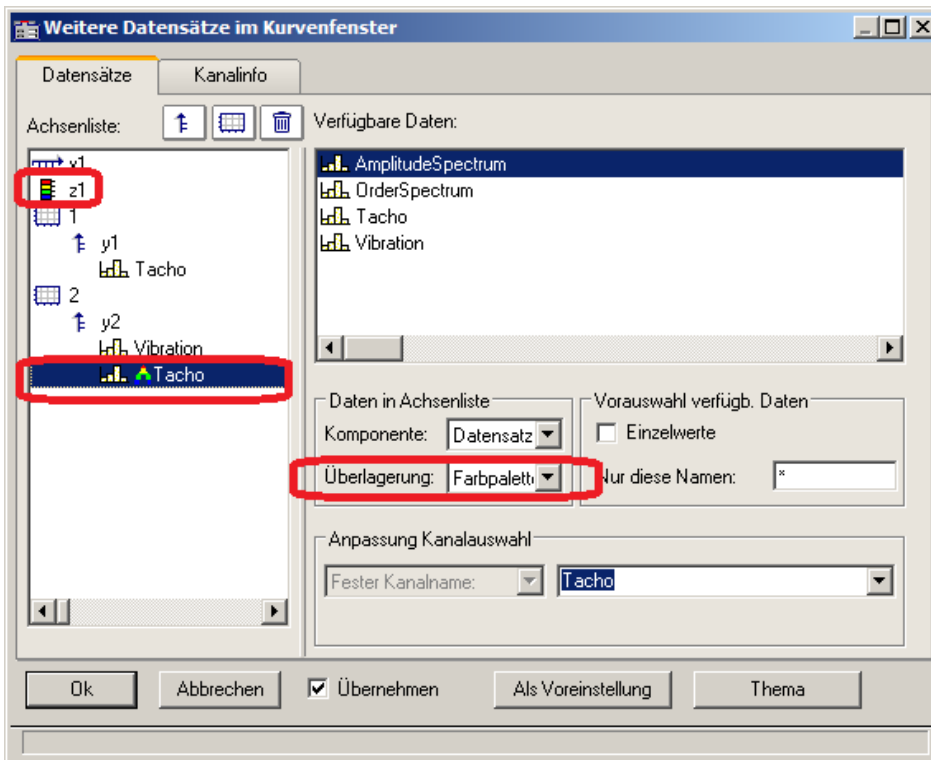 Weitere Datensätze im Kurvenfenster
Datensätze
Kanalinfo
Achsenliste:
Verfügbare Daten:
x1
z1
1
y1
Tacho
2
y2
Vibration
Tacho
AmplitudeSpectrum
OrderSpectrum
Tacho
Vibration
Daten in Achsenliste
Komponente: Datensatz
Überlagerung: Farbpalett
Vorauswahl verfügb. Daten
Einzelwerte
Nur diese Namen: *
Anpassung Kanalauswahl
Fester Kanalname: Tacho
Ok
Abbrechen
Übernehmen
Als Voreinstellung
Thema